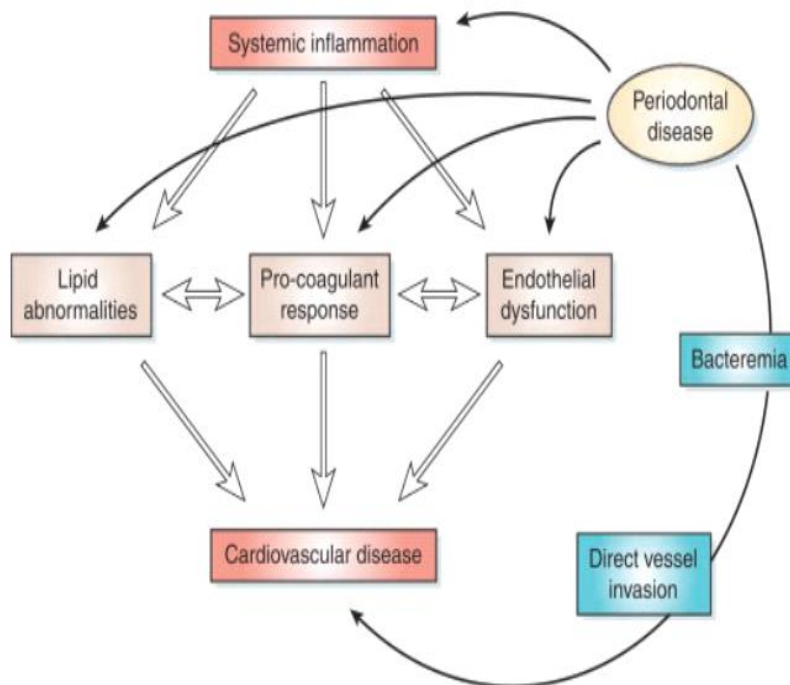 Systemic inflammation
Periodontal
disease
Lipid
abnormalities
Pro-coagulant
response
Endothelial
dysfunction
Bacteremia
Cardiovascular disease
Direct vessel
invasion